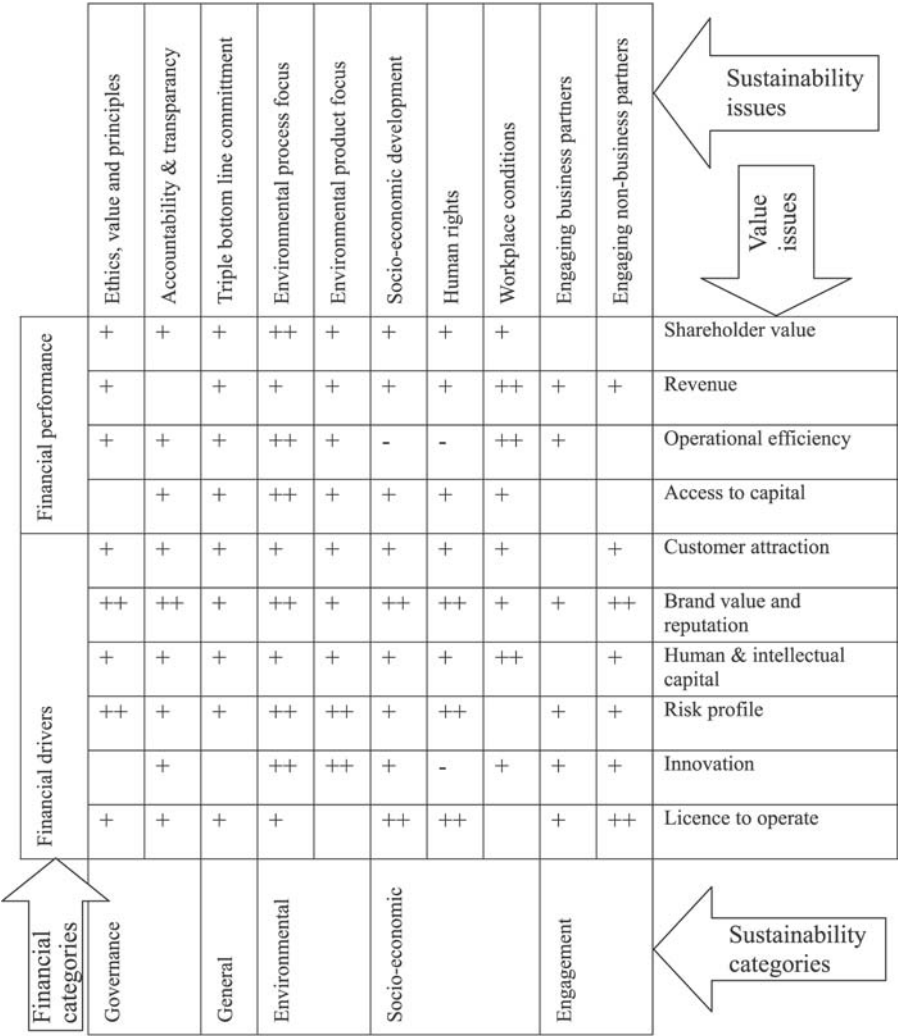 Ethics, value and principles
Accountability & transparancy
Triple bottom line committment
Environmental process focus
Environmental product focus
Socio-economic development
Human rights
Workplace conditions
Engaging business partners
Engaging non-business partners
Sustainability
issues
Value
issues
Financial performance
+ + + ++ + + + + Shareholder value
+ + + + + + ++ + + Revenue
+ + + ++ + - - ++ + Operational efficiency
+ + ++ + + + + Access to capital
Financial drivers
+ + + + + + + + + Customer attraction
++ ++ + ++ + ++ ++ + + ++ Brand value and
reputation
+ + + + + + + ++ + Human & intellectual
capital
++ + + ++ ++ + ++ + + Risk profile
+ ++ ++ + - + + + Innovation
+ + + + ++ ++ + ++ Licence to operate
Financial
categories
Governance
General
Environmental
Socio-economic
Engagement
Sustainability
categories